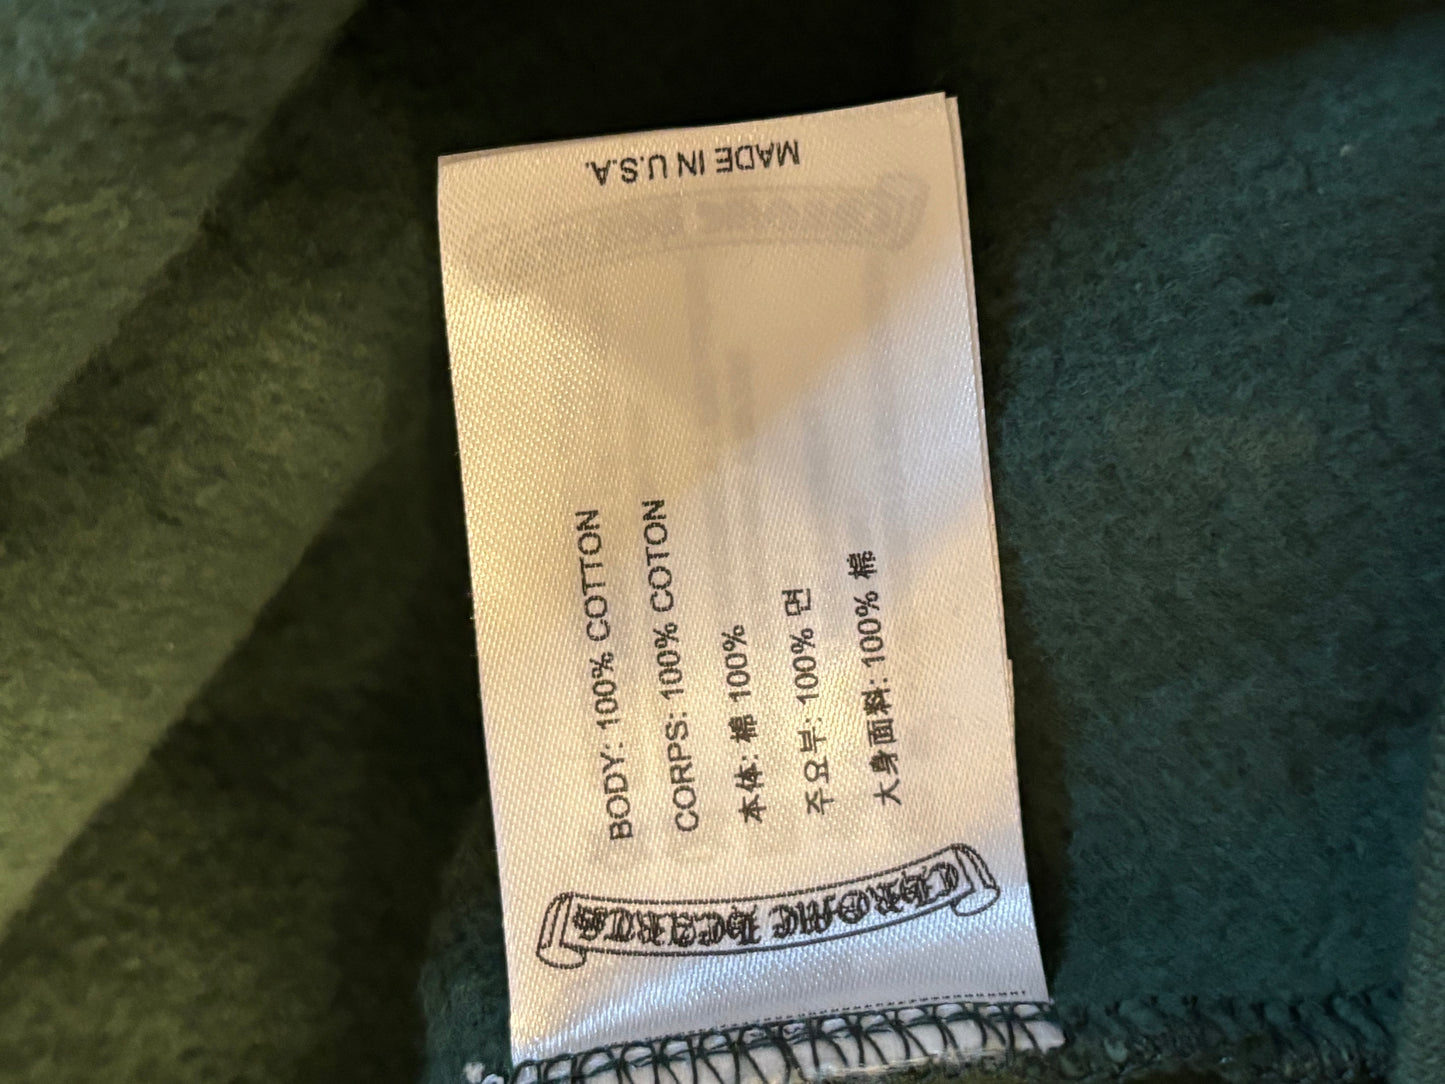 CHROME HEARTS
BODY: 100% COTTON
CORPS: 100% COTON
本体: 棉 100%
주요부: 100% 면
大身面料: 100% 棉
MADE IN U.S.A.